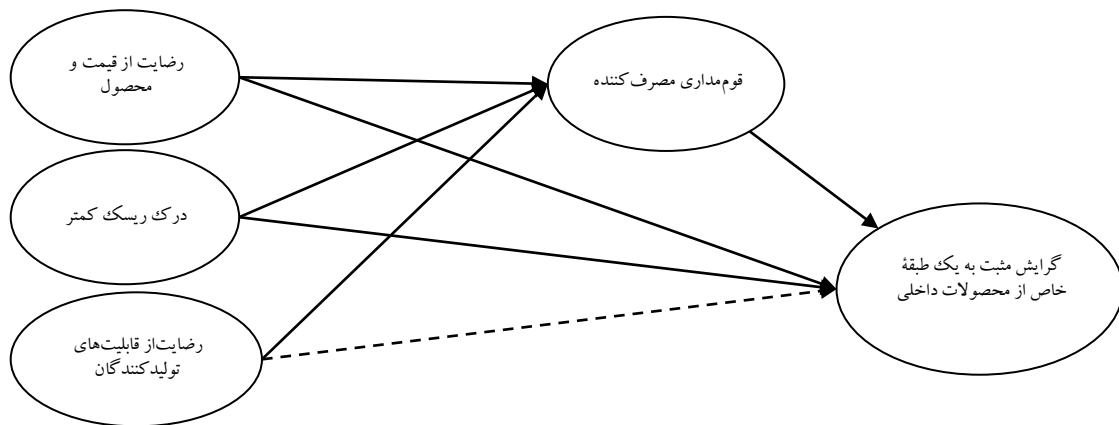 رضایت از قیمت و
محصول
قوم‌مداری مصرف‌کننده
درک ریسک کمتر
گرایش مثبت به یک طبقۀ
خاص از محصولات داخلی
رضایت‌از قابلیت‌های
تولیدکنندگان